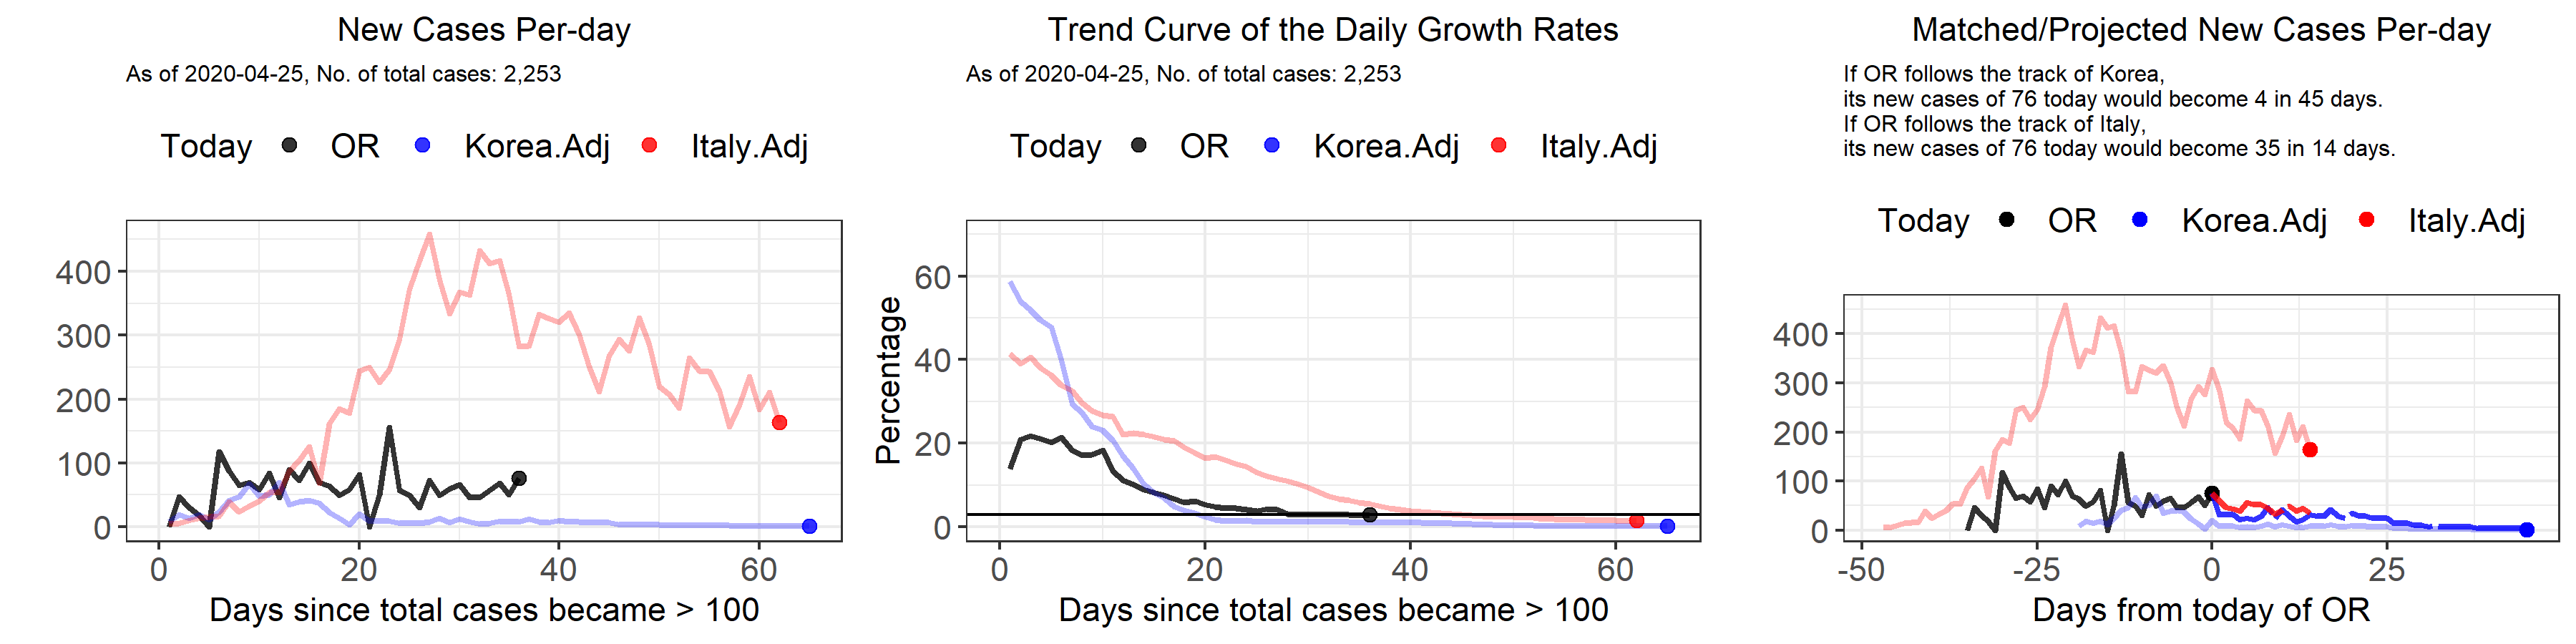 New Cases Per-day
As of 2020-04-25, No. of total cases: 2,253
Today OR Korea.Adj Italy.Adj
400
300
200
100
0
0 20 40 60
Days since total cases became > 100
Trend Curve of the Daily Growth Rates
As of 2020-04-25, No. of total cases: 2,253
Today OR Korea.Adj Italy.Adj
Percentage
60
40
20
0
0 20 40 60
Days since total cases became > 100
Matched/Projected New Cases Per-day
If OR follows the track of Korea,
its new cases of 76 today would become 4 in 45 days.
If OR follows the track of Italy,
its new cases of 76 today would become 35 in 14 days.
Today OR Korea.Adj Italy.Adj
400
300
200
100
0
-50 -25 0 25
Days from today of OR